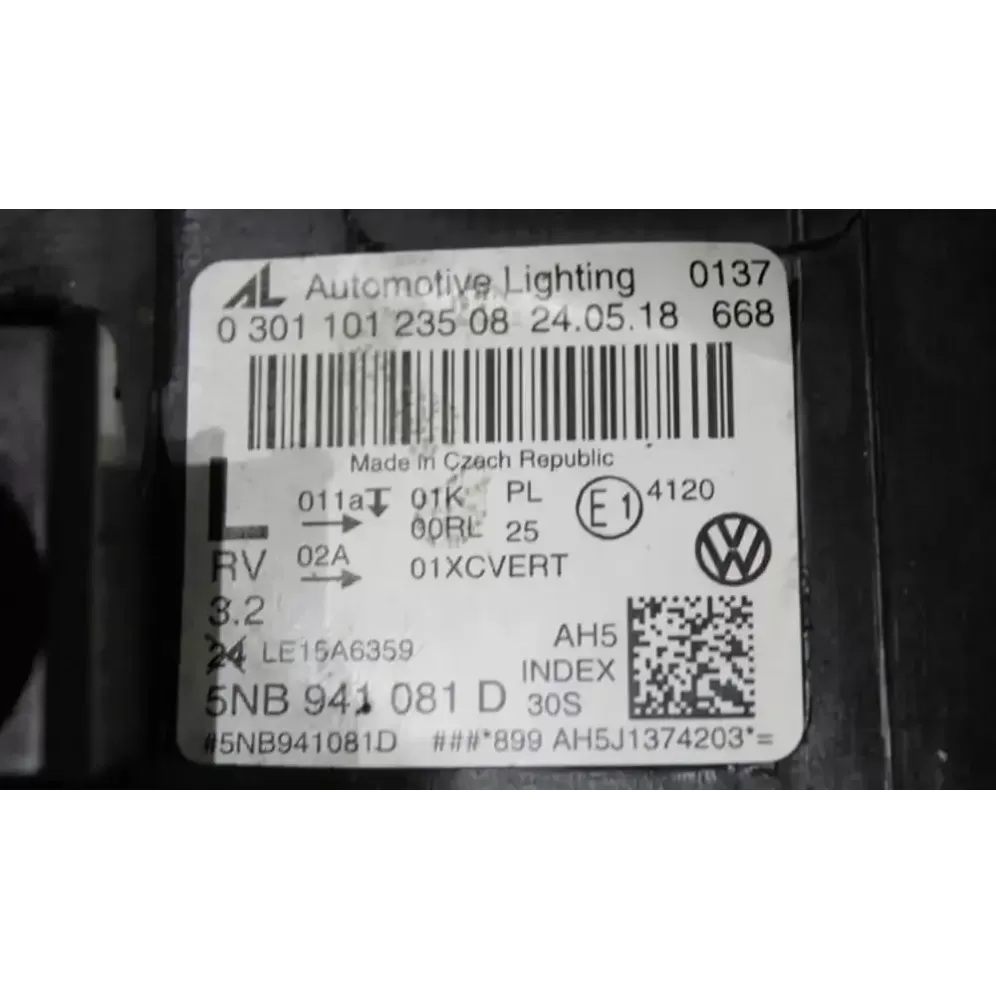 AL Automotive Lighting 0137
0 301 101 235 08 24.05.18 668
Made in Czech Republic
L 011a 01K PL E1 4120
00RL 25
RV 02A 01XCVERT
3.2
24 LE15A6359 AH5
INDEX
5NB 941 081 D 30S
#5NB941081D ###*899 AH5J1374203*=